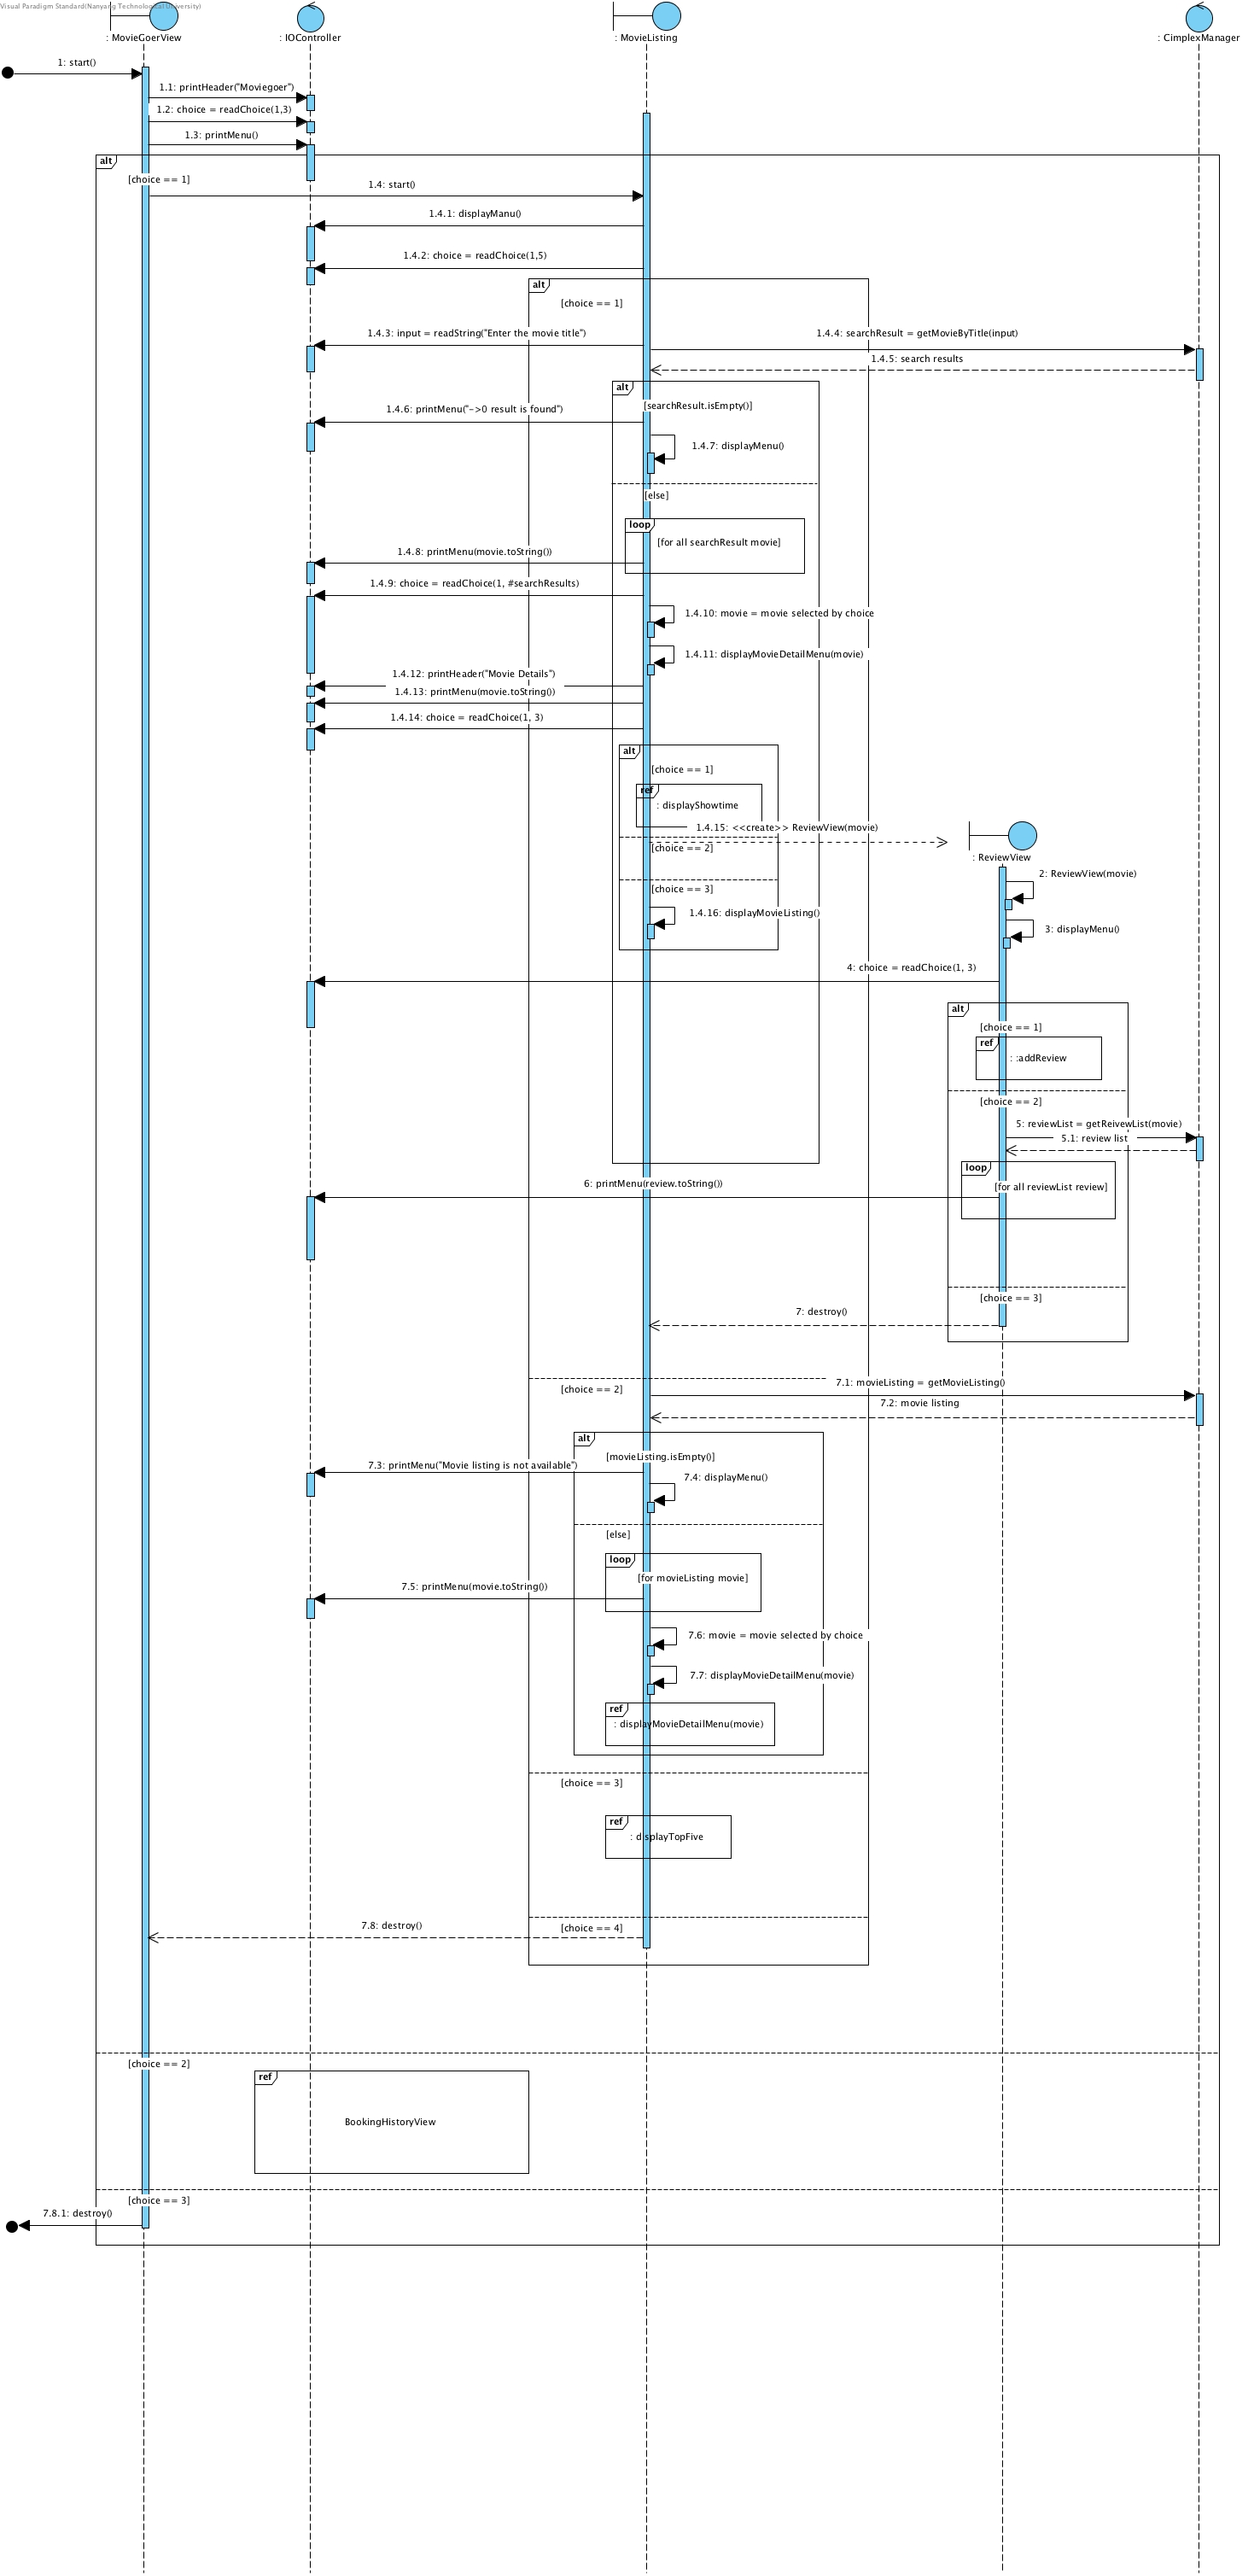 Visual Paradigm Standard(Nanyang Technological University)
: MovieGoerView
: IOController
: MovieListing
: CimplexManager
1: start()
1.1: printHeader("Moviegoer")
1.2: choice = readChoice(1,3)
1.3: printMenu()
alt
[choice == 1]
1.4: start()
1.4.1: displayManu()
1.4.2: choice = readChoice(1,5)
alt
[choice == 1]
1.4.3: input = readString("Enter the movie title")
1.4.4: searchResult = getMovieByTitle(input)
1.4.5: search results
alt
[searchResult.isEmpty()]
1.4.6: printMenu("->0 result is found")
1.4.7: displayMenu()
[else]
loop
[for all searchResult movie]
1.4.8: printMenu(movie.toString())
1.4.9: choice = readChoice(1, #searchResults)
1.4.10: movie = movie selected by choice
1.4.11: displayMovieDetailMenu(movie)
1.4.12: printHeader("Movie Details")
1.4.13: printMenu(movie.toString())
1.4.14: choice = readChoice(1, 3)
alt
[choice == 1]
ref
: displayShowtime
1.4.15: <<create>> ReviewView(movie)
[choice == 2]
: ReviewView
2: ReviewView(movie)
[choice == 3]
1.4.16: displayMovieListing()
3: displayMenu()
4: choice = readChoice(1, 3)
alt
[choice == 1]
ref
: :addReview
[choice == 2]
5: reviewList = getReivewList(movie)
5.1: review list
loop
[for all reviewList review]
6: printMenu(review.toString())
[choice == 3]
7: destroy()
[choice == 2]
7.1: movieListing = getMovieListing()
7.2: movie listing
alt
[movieListing.isEmpty()]
7.3: printMenu("Movie listing is not available")
7.4: displayMenu()
[else]
loop
[for movieListing movie]
7.5: printMenu(movie.toString())
7.6: movie = movie selected by choice
7.7: displayMovieDetailMenu(movie)
ref
: displayMovieDetailMenu(movie)
[choice == 3]
ref
: displayTopFive
[choice == 4]
7.8: destroy()
[choice == 2]
ref
BookingHistoryView
[choice == 3]
7.8.1: destroy()